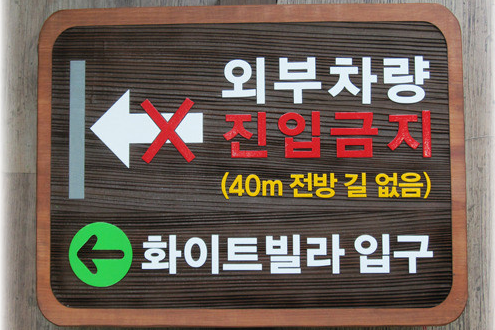 외부차량
진입금지
(40m 전방 길 없음)
화이트빌라 입구